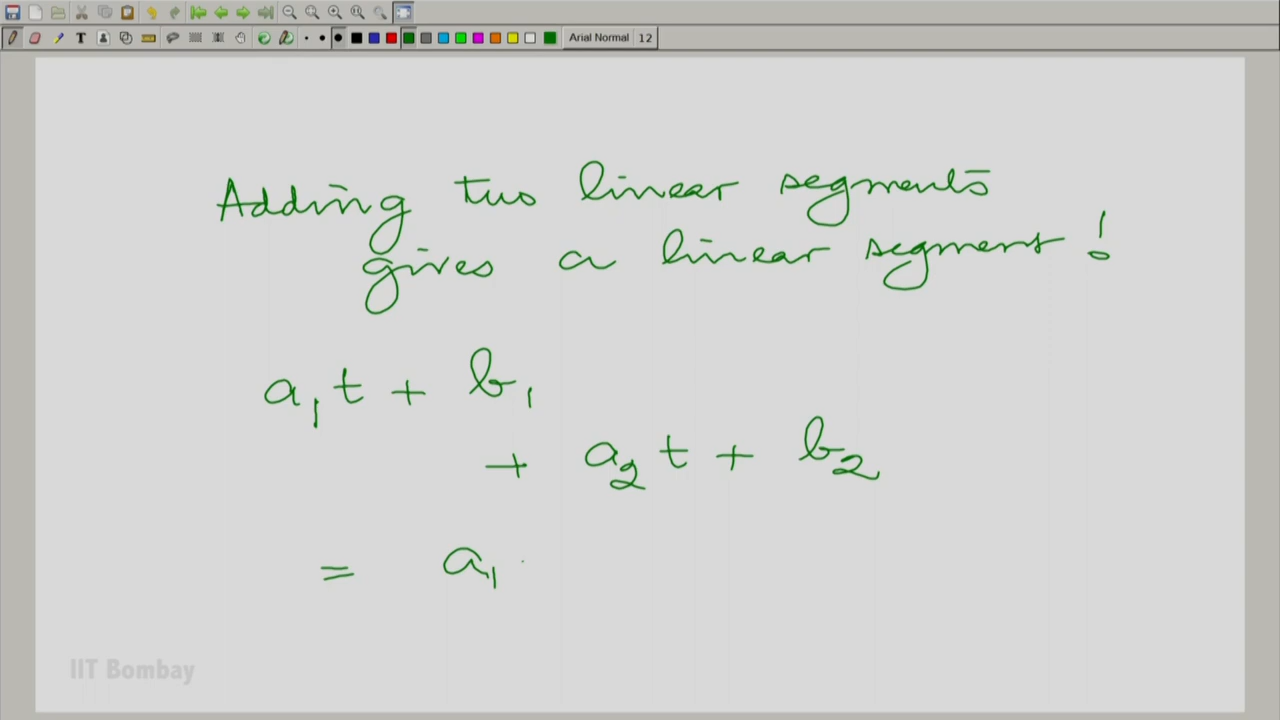 Arial Normal 12
Adding two linear segments
gives a linear segment !
a₁t + b₁
+ a₂t + b₂
= a₁
IIT Bombay